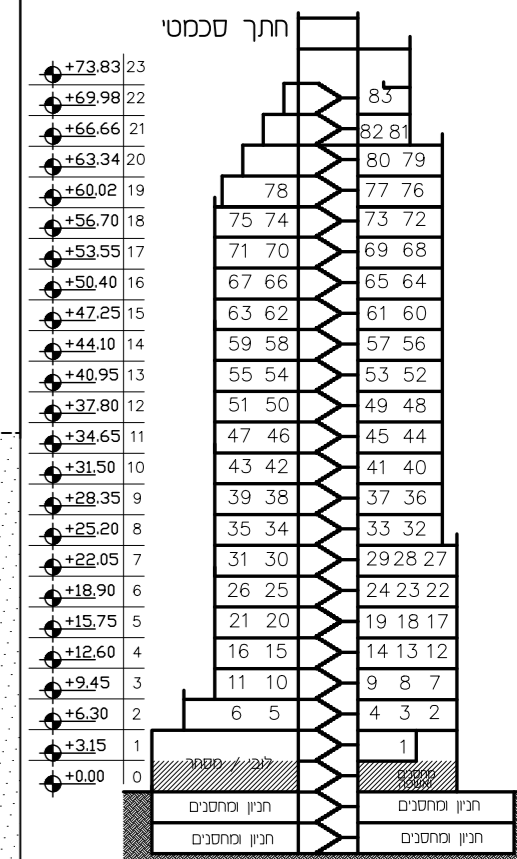 חתך סכמטי
+73.83 23
+69.98 22 83
+66.66 21 82 81
+63.34 20 80 79
+60.02 19 78 77 76
+56.70 18 75 74 73 72
+53.55 17 71 70 69 68
+50.40 16 67 66 65 64
+47.25 15 63 62 61 60
+44.10 14 59 58 57 56
+40.95 13 55 54 53 52
+37.80 12 51 50 49 48
+34.65 11 47 46 45 44
+31.50 10 43 42 41 40
+28.35 9 39 38 37 36
+25.20 8 35 34 33 32
+22.05 7 31 30 29 28 27
+18.90 6 26 25 24 23 22
+15.75 5 21 20 19 18 17
+12.60 4 16 15 14 13 12
+9.45 3 11 10 9 8 7
+6.30 2 6 5 4 3 2
+3.15 1 1
לובי / מסחר
מחסנים
ואשפה
+0.00 0
חניון ומחסנים חניון ומחסנים
חניון ומחסנים חניון ומחסנים